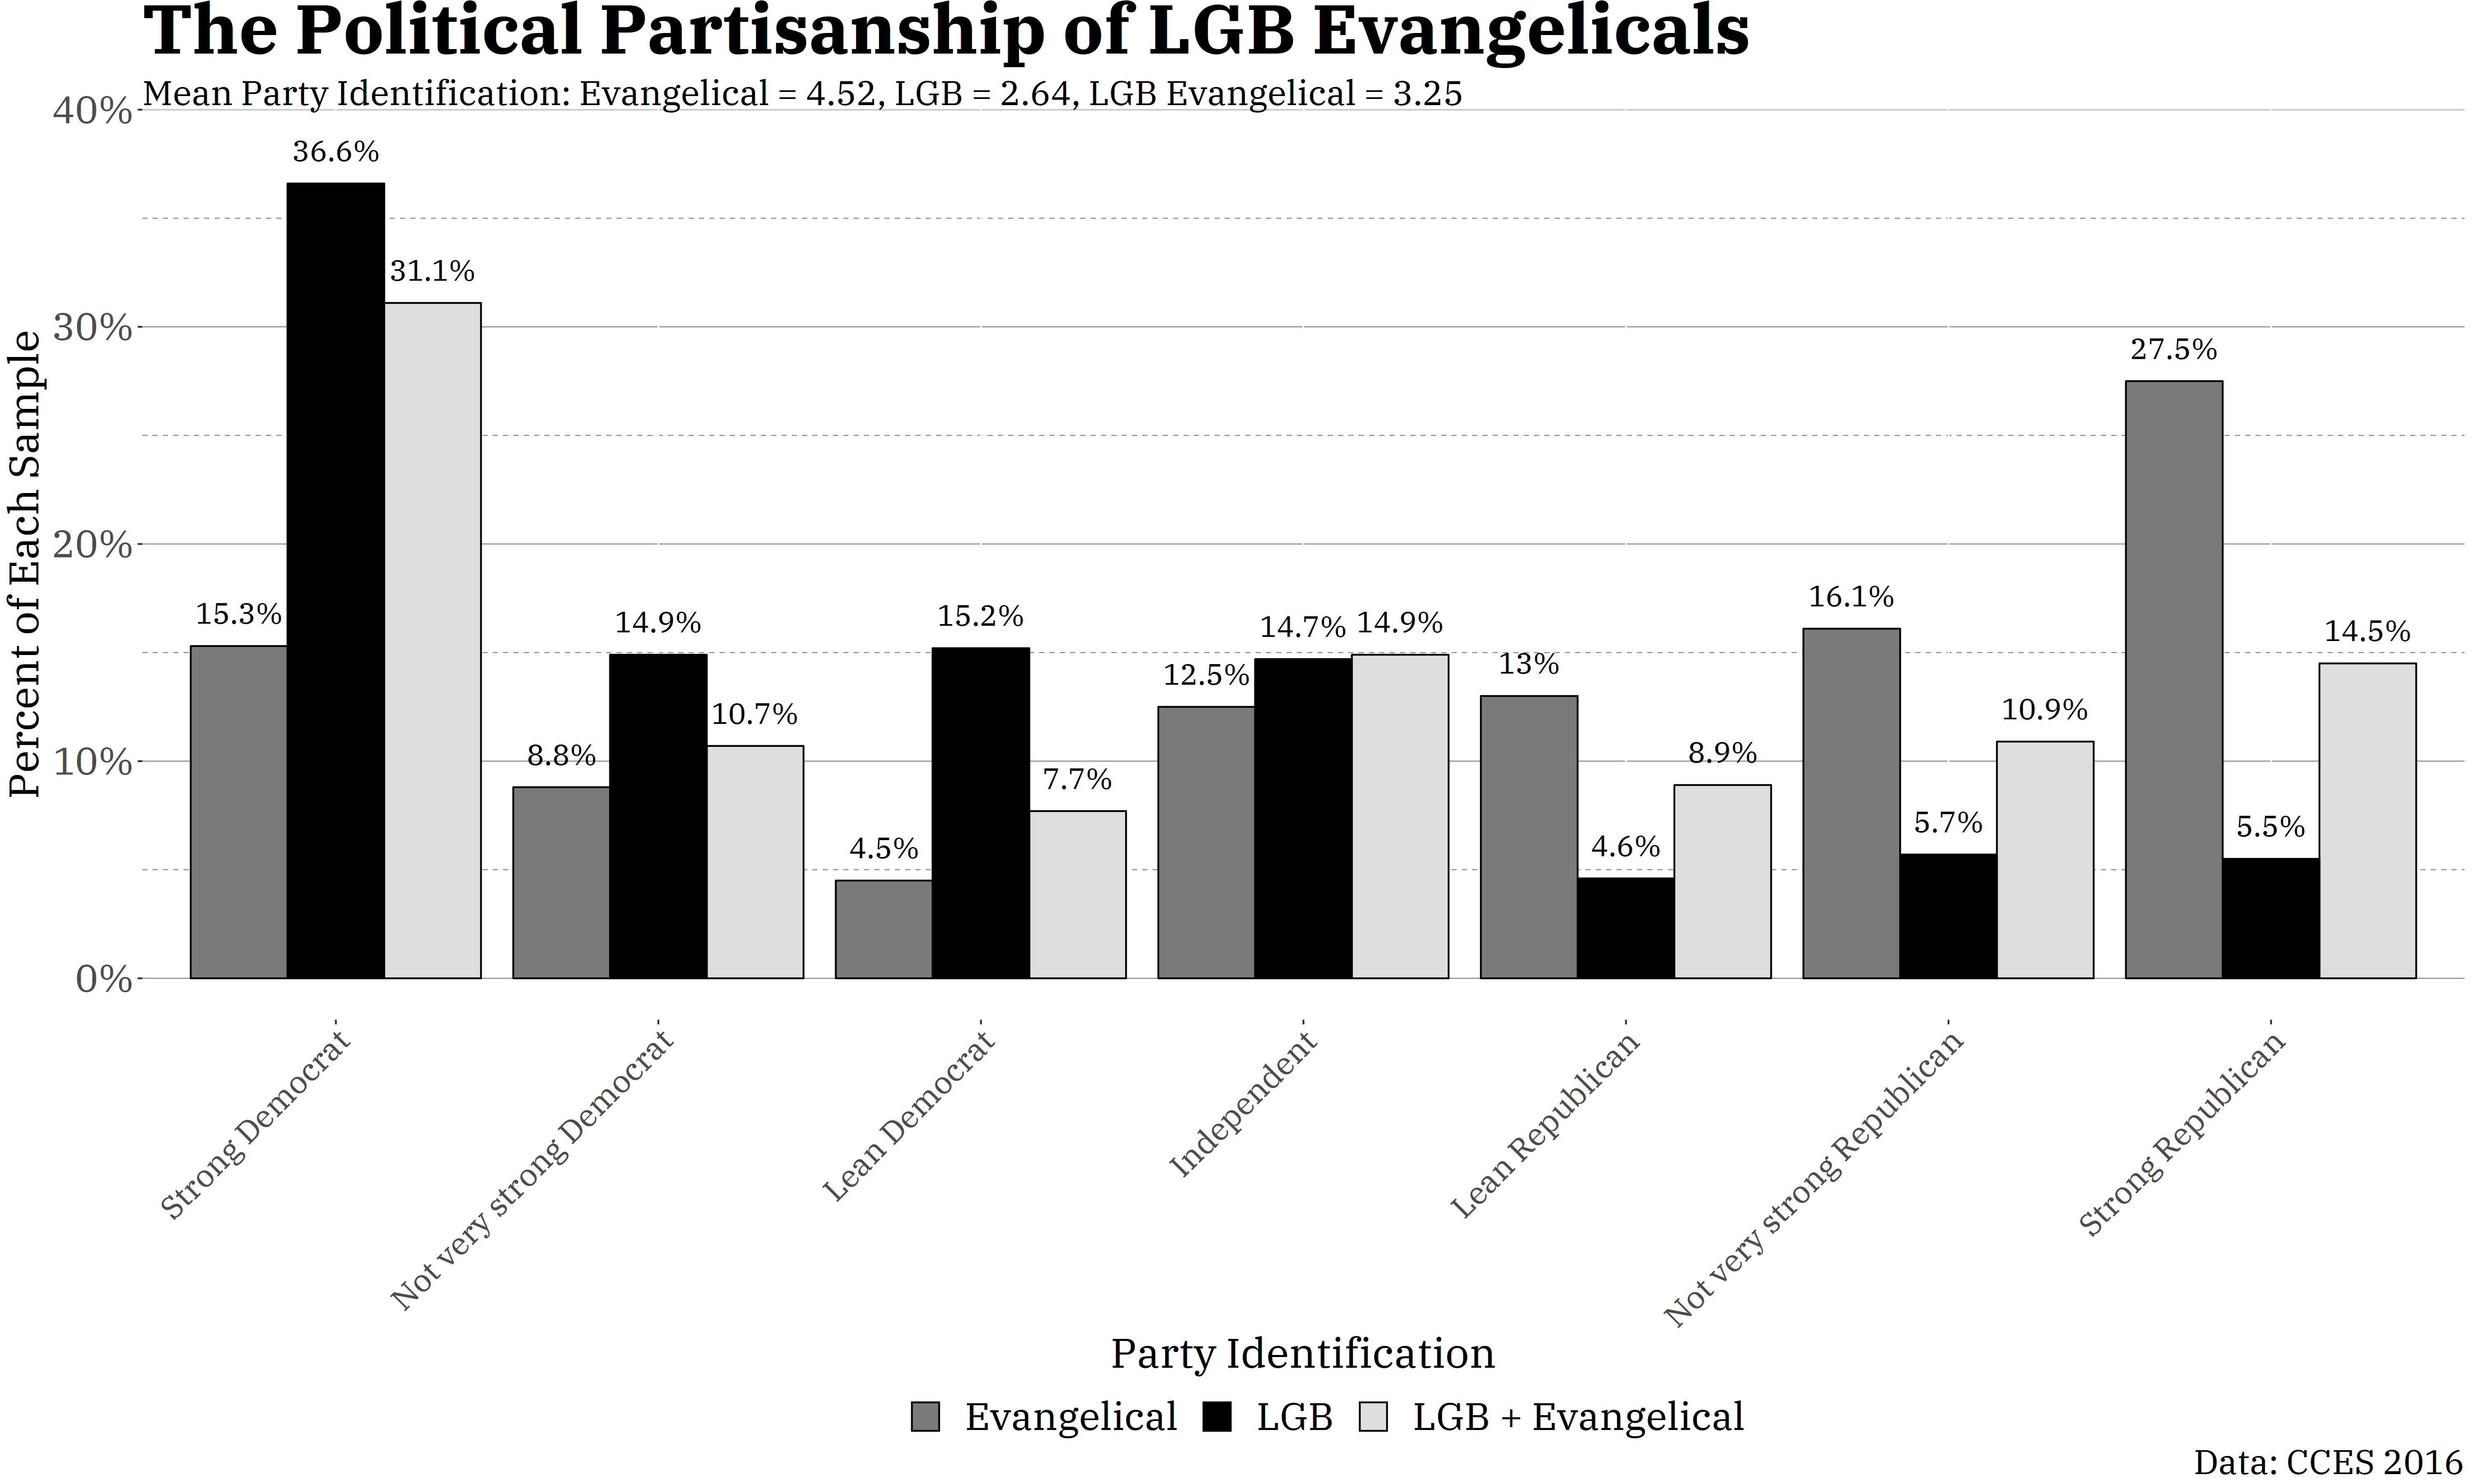 The Political Partisanship of LGB Evangelicals
Mean Party Identification: Evangelical = 4.52, LGB = 2.64, LGB Evangelical = 3.25
Percent of Each Sample
40%
30%
20%
10%
0%
15.3%
36.6%
31.1%
8.8%
14.9%
10.7%
4.5%
15.2%
7.7%
12.5%
14.7%
14.9%
13%
4.6%
8.9%
16.1%
5.7%
10.9%
27.5%
5.5%
14.5%
Strong Democrat
Not very strong Democrat
Lean Democrat
Independent
Lean Republican
Not very strong Republican
Strong Republican
Party Identification
Evangelical LGB LGB + Evangelical
Data: CCES 2016